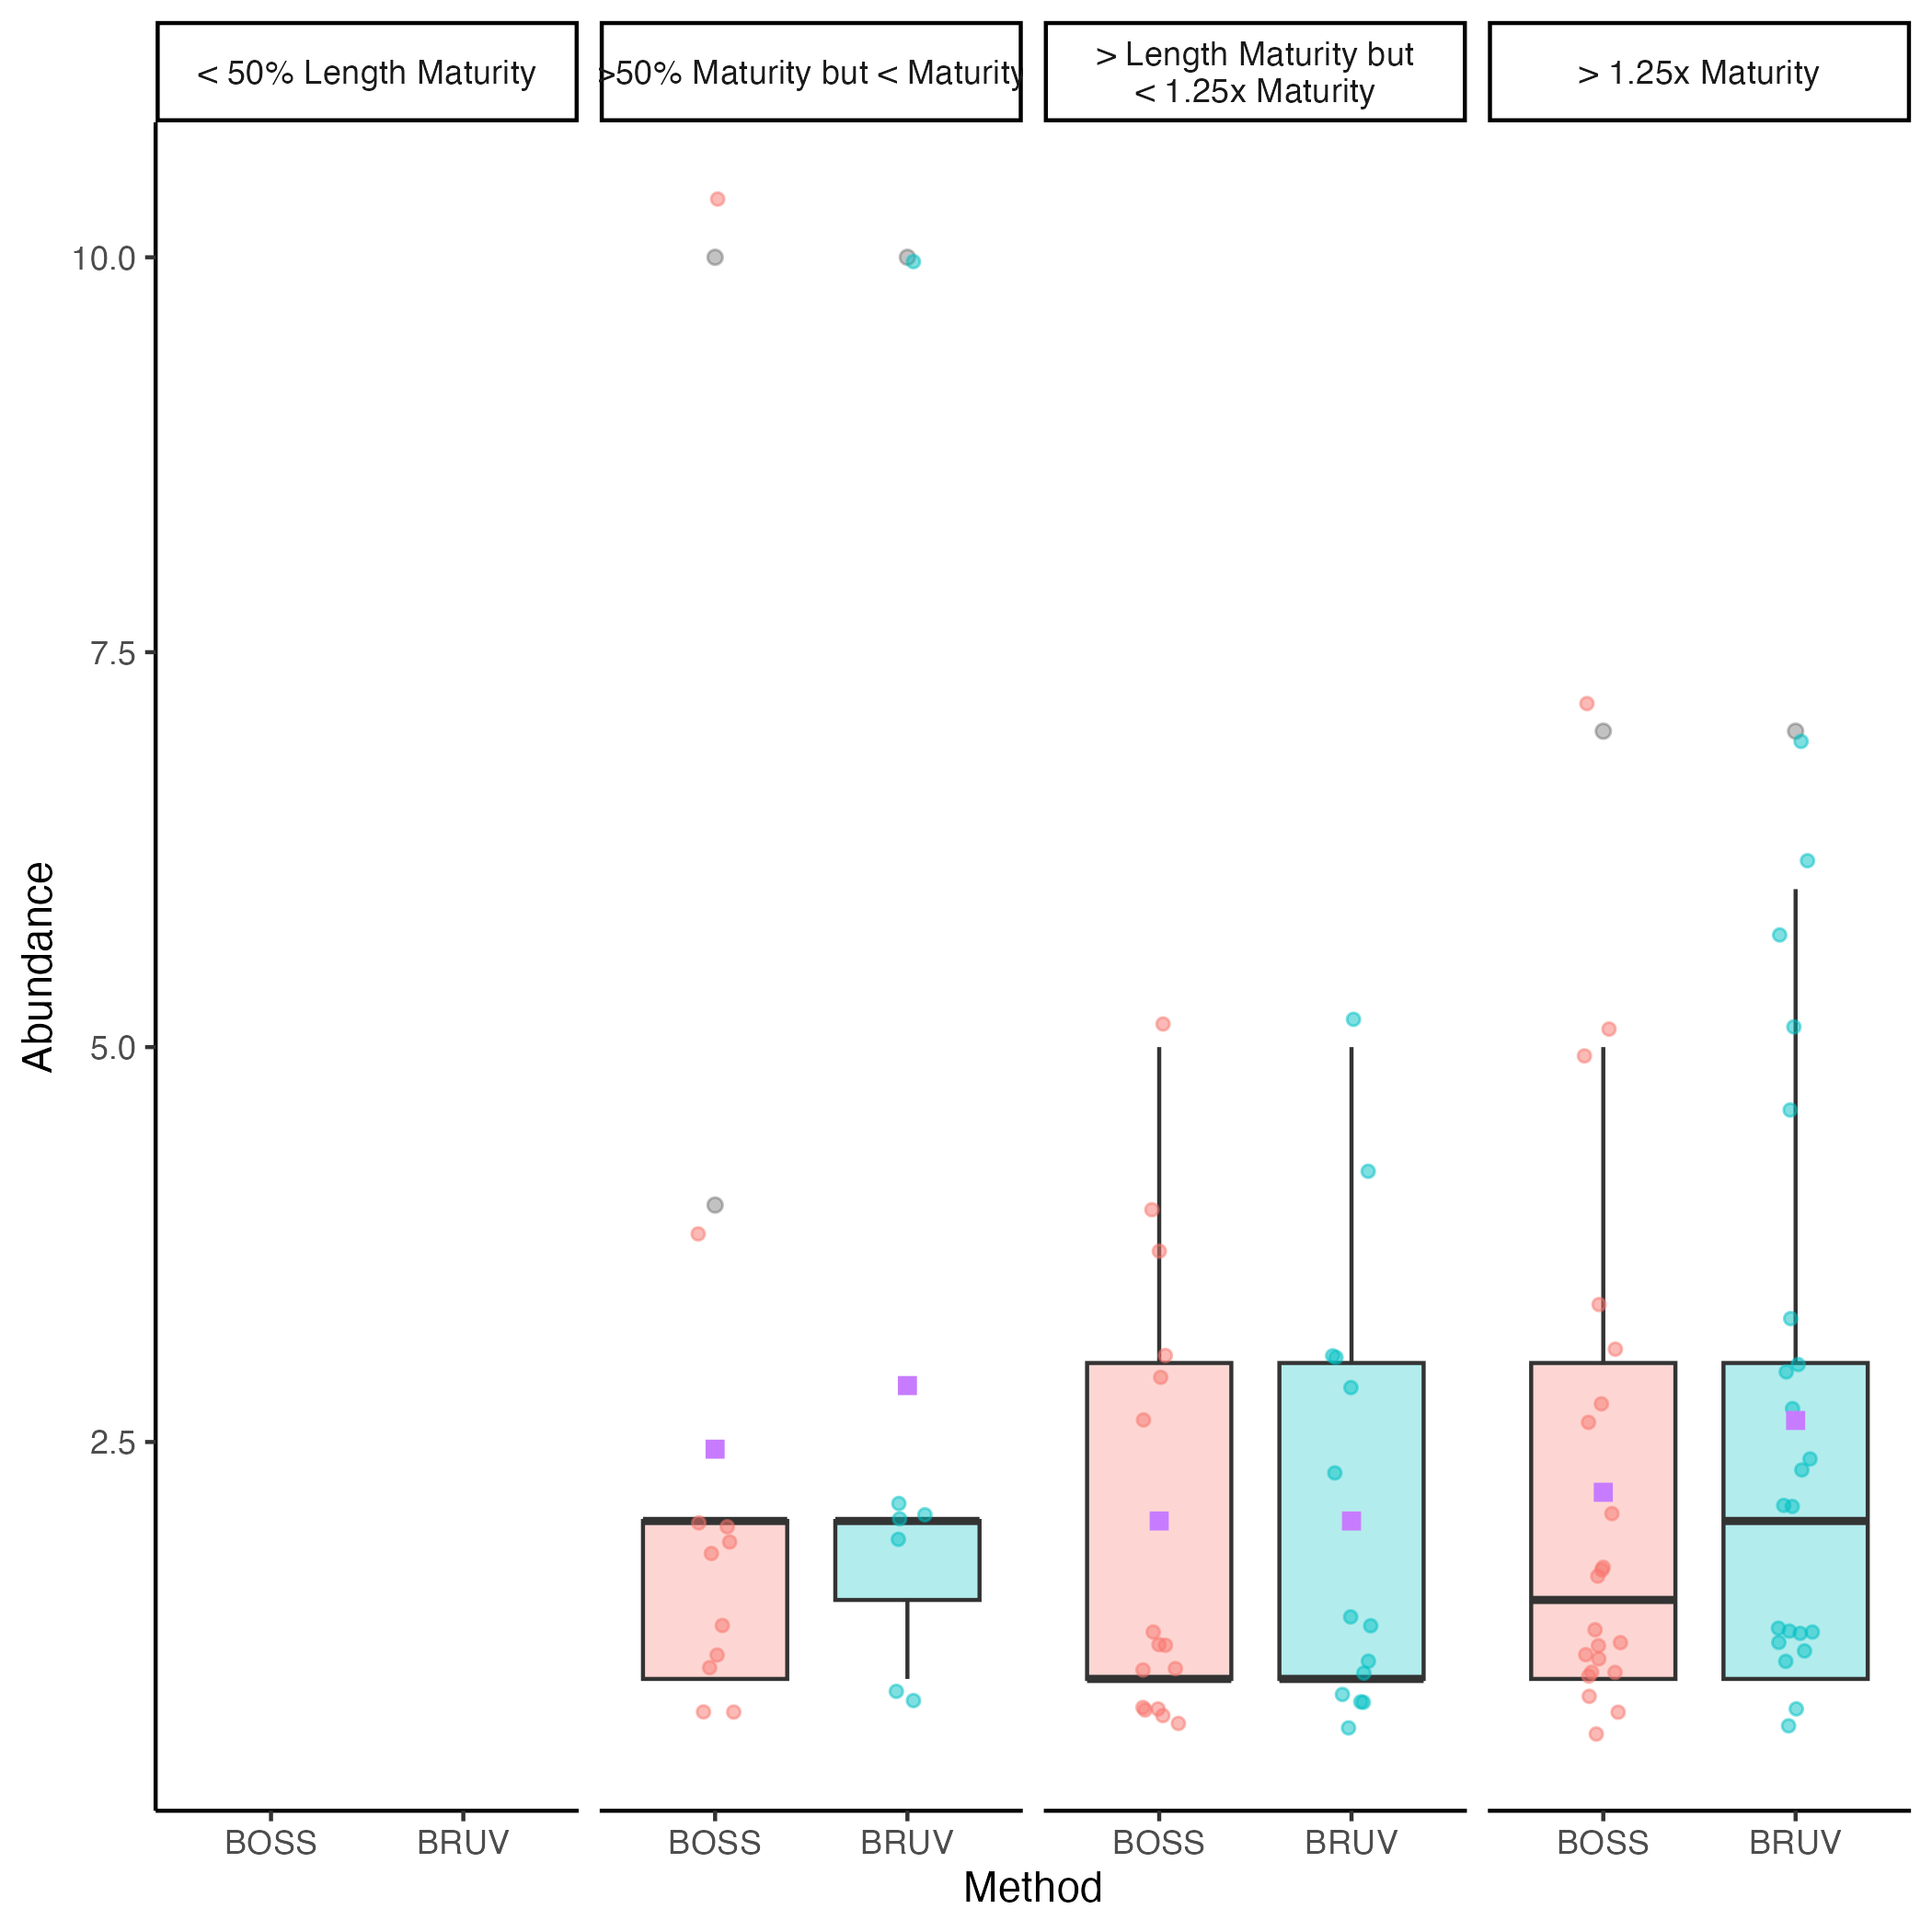 < 50% Length Maturity
>50% Maturity but < Maturity
> Length Maturity but
< 1.25x Maturity
> 1.25x Maturity
10.0
7.5
5.0
2.5
Abundance
BOSS BRUV BOSS BRUV BOSS BRUV BOSS BRUV
Method